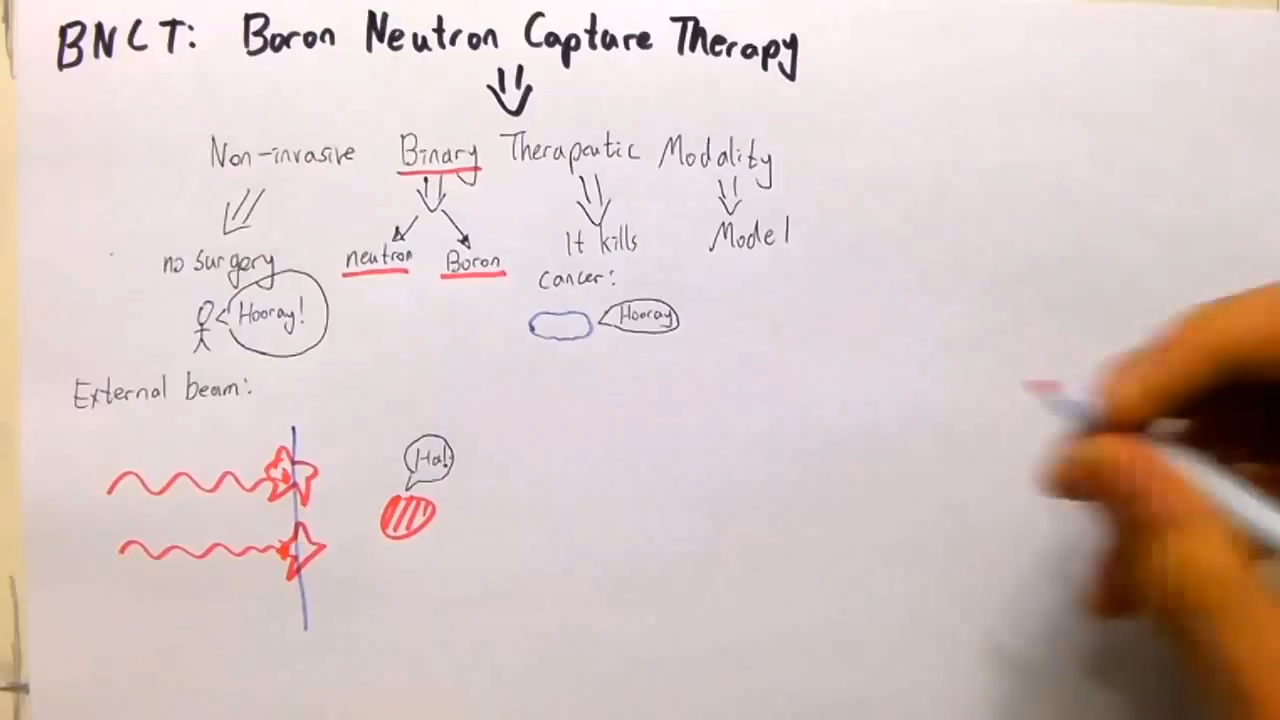 BNCT: Boron Neutron Capture Therapy
Non-invasive Binary Therapeutic Modality
no surgery neutron Boron It kills Model
cancer:
Hooray! Hooray
External beam:
Ha!